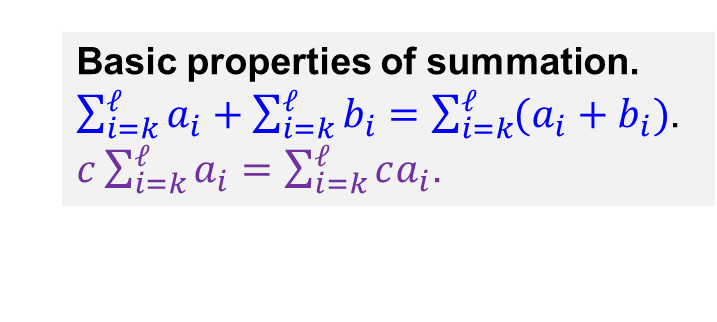 Basic properties of summation.
∑_{i=k}^{ℓ} a_i + ∑_{i=k}^{ℓ} b_i = ∑_{i=k}^{ℓ}(a_i + b_i).
c ∑_{i=k}^{ℓ} a_i = ∑_{i=k}^{ℓ} ca_i.